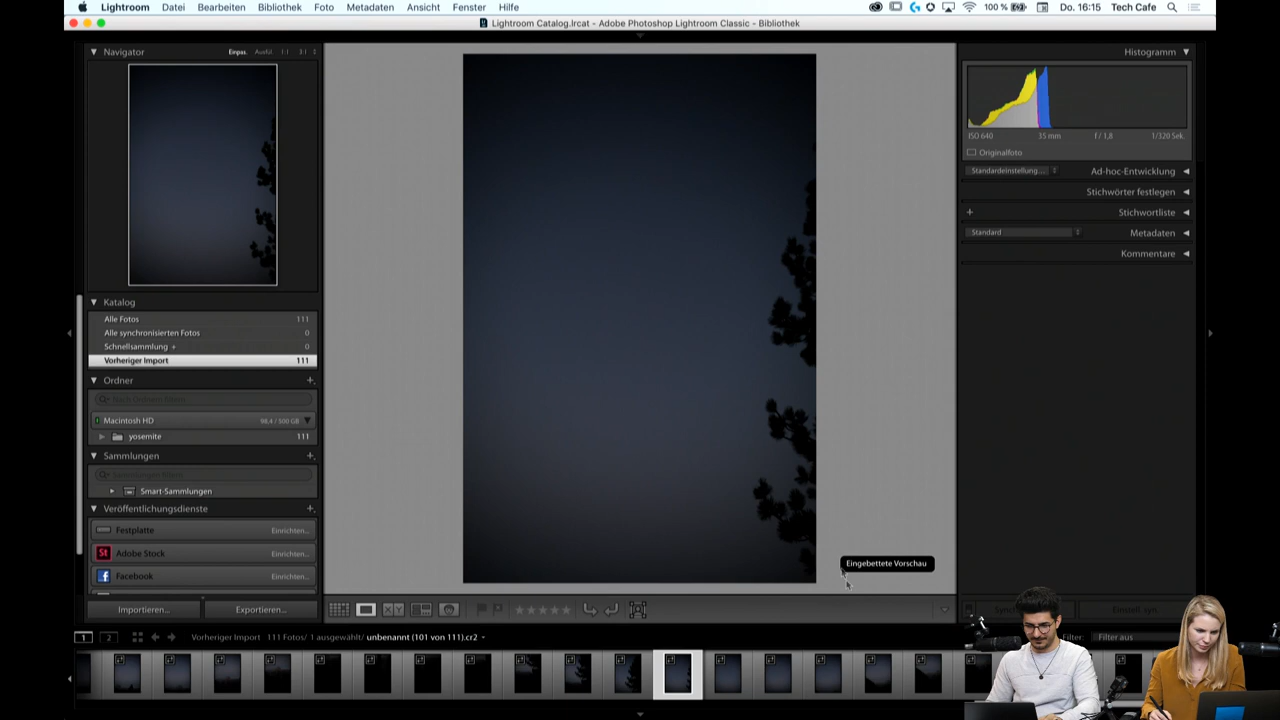 Lightroom Datei Bearbeiten Bibliothek Foto Metadaten Ansicht Fenster Hilfe 100 % Do. 16:15 Tech Cafe
Lightroom Catalog.lrcat - Adobe Photoshop Lightroom Classic - Bibliothek
Navigator Einpas. Ausfül. 1:1 3:1
Histogramm
ISO 640 35 mm f / 1,8 1/320 Sek.
Originalfoto
Standardeinstellung... Ad-hoc-Entwicklung
Stichwörter festlegen
+ Stichwortliste
Standard Metadaten
Kommentare
Katalog
Alle Fotos 111
Alle synchronisierten Fotos 0
Schnellsammlung + 0
Vorheriger Import 111
Ordner +
Macintosh HD 98,4 / 500 GB
yosemite 111
Sammlungen +
Smart-Sammlungen
Veröffentlichungsdienste +
Festplatte Einrichten...
St Adobe Stock Einrichten...
f Facebook Einrichten...
Eingebettete Vorschau
Importieren... Exportieren... XY
1 2 Vorheriger Import 111 Fotos/ 1 ausgewählt/ unbenannt (101 von 111).cr2 Filter: Filter aus